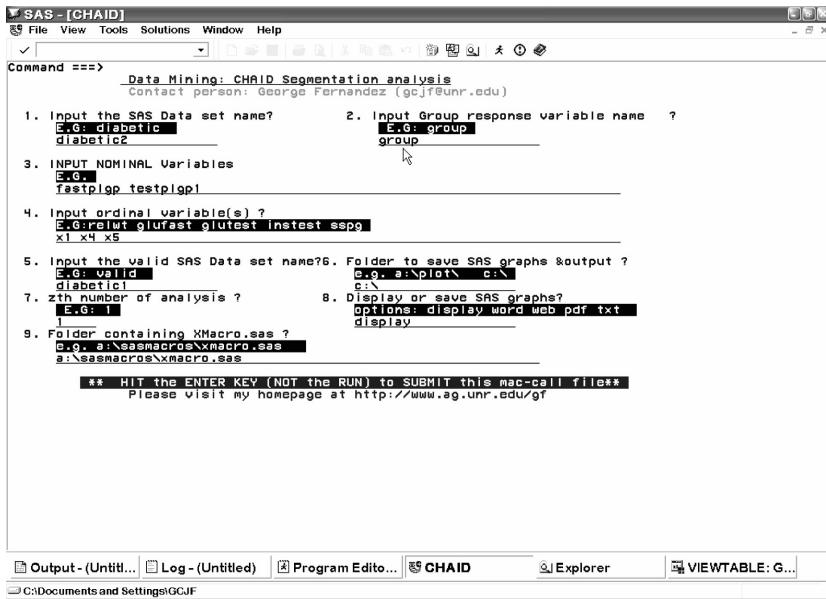 SAS - [CHAID]
File View Tools Solutions Window Help
Command ===>
Data Mining: CHAID Segmentation analysis
Contact person: George Fernandez (gcjf@unr.edu)
1. Input the SAS Data set name? 2. Input Group response variable name ?
E.G: diabetic E.G: group
diabetic2 group
3. INPUT NOMINAL Variables
E.G.
fastplgp testplgp1
4. Input ordinal variable(s) ?
E.G:relwt glufast glutest instest sspg
x1 x4 x5
5. Input the valid SAS Data set name?6. Folder to save SAS graphs &output ?
E.G: valid e.g. a:\plot\ c:\
diabetic1 c:\
7. zth number of analysis ? 8. Display or save SAS graphs?
E.G: 1 options: display word web pdf txt
1 display
9. Folder containing XMacro.sas ?
e.g. a:\sasmacros\xmacro.sas
a:\sasmacros\xmacro.sas
** HIT the ENTER KEY (NOT the RUN) to SUBMIT this mac-call file**
Please visit my homepage at http://www.ag.unr.edu/gf
Output - (Untitl... Log - (Untitled) Program Edito... CHAID Explorer VIEWTABLE: G...
C:\Documents and Settings\GCJF